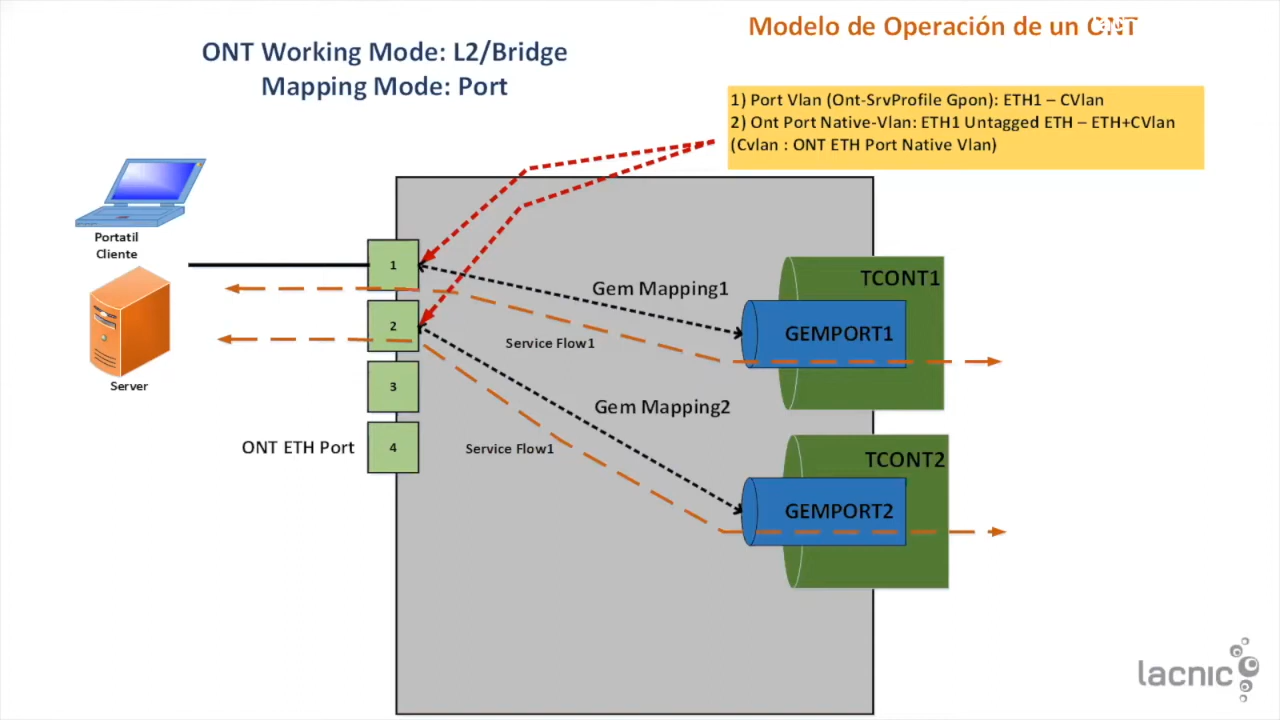 Modelo de Operación de un ONT
ONT Working Mode: L2/Bridge
Mapping Mode: Port
1) Port Vlan (Ont-SrvProfile Gpon): ETH1 – CVlan
2) Ont Port Native-Vlan: ETH1 Untagged ETH – ETH+CVlan
(Cvlan : ONT ETH Port Native Vlan)
Portatil
Cliente
Server
ONT ETH Port
1
2
3
4
Gem Mapping1
Service Flow1
Gem Mapping2
Service Flow1
TCONT1
GEMPORT1
TCONT2
GEMPORT2
lacnic